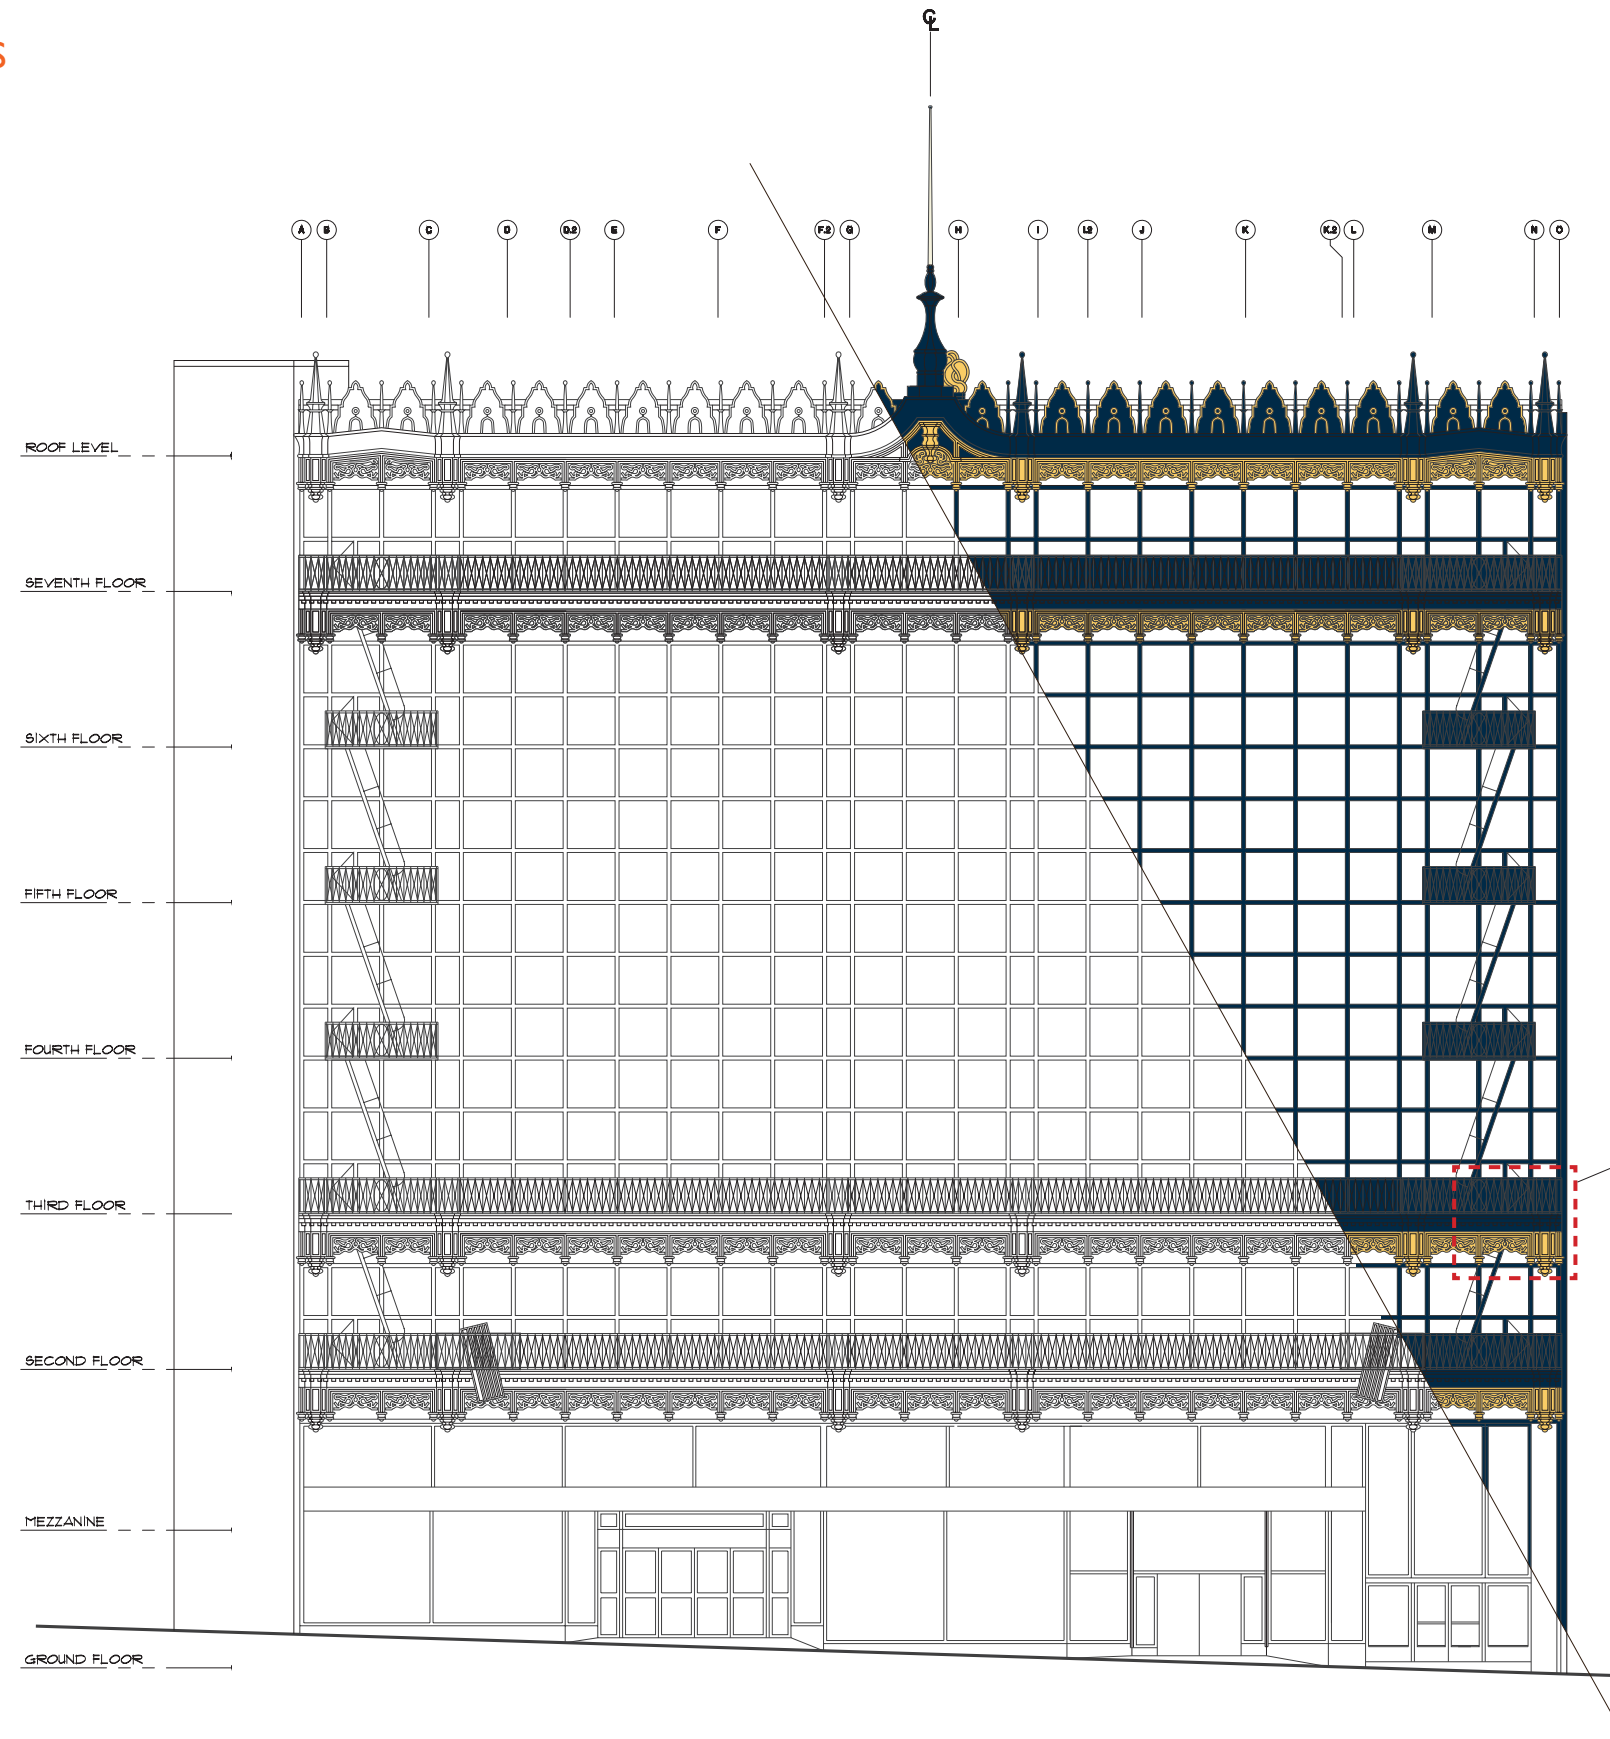 S
CL
A B C D D.2 E F F.2 G H I I.2 J K K.2 L M N O
ROOF LEVEL
SEVENTH FLOOR
SIXTH FLOOR
FIFTH FLOOR
FOURTH FLOOR
THIRD FLOOR
SECOND FLOOR
MEZZANINE
GROUND FLOOR